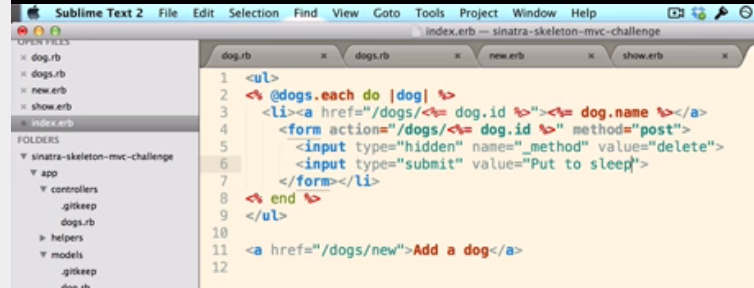 Sublime Text 2 File Edit Selection Find View Goto Tools Project Window Help
index.erb — sinatra-skeleton-mvc-challenge
OPEN FILES
dog.rb
dogs.rb
new.erb
show.erb
index.erb
FOLDERS
sinatra-skeleton-mvc-challenge
app
controllers
.gitkeep
dogs.rb
helpers
models
.gitkeep
dog.rb
dog.rb dogs.rb new.erb show.erb
1 <ul>
2 <% @dogs.each do |dog| %>
3 <li><a href="/dogs/<%= dog.id %>"><%= dog.name %></a>
4 <form action="/dogs/<%= dog.id %>" method="post">
5 <input type="hidden" name="_method" value="delete">
6 <input type="submit" value="Put to sleep">
7 </form></li>
8 <% end %>
9 </ul>
10
11 <a href="/dogs/new">Add a dog</a>
12